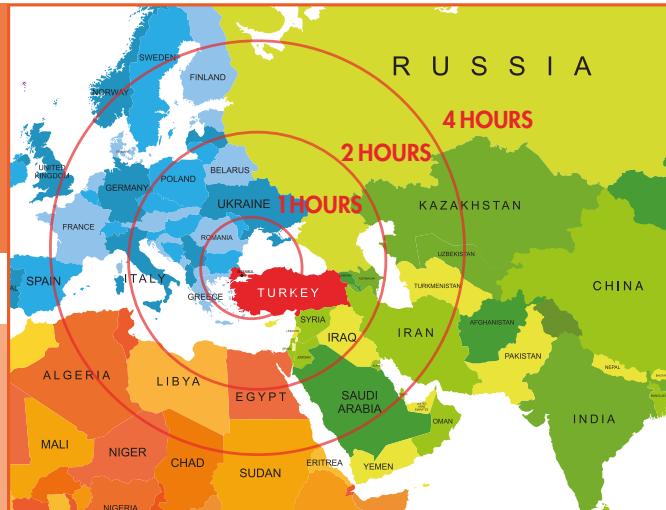 SWEDEN
RUSSIA
FINLAND
NORWAY
4 HOURS
2 HOURS
UNITED
KINGDOM
POLAND
BELARUS
GERMANY
UKRAINE
1 HOURS
KAZAKHSTAN
FRANCE
ROMANIA
UZBEKISTAN
SPAIN
ITALY
TURKEY
TURKMENISTAN
CHINA
GREECE
SYRIA
AFGHANISTAN
IRAQ
IRAN
PAKISTAN
NEPAL
ALGERIA
LIBYA
EGYPT
SAUDI
ARABIA
OMAN
INDIA
MALI
NIGER
CHAD
SUDAN
ERITREA
YEMEN
NIGERIA